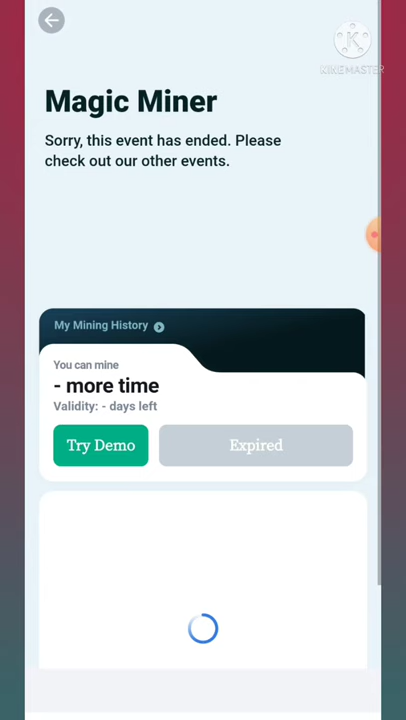 KINEMASTER
Magic Miner
Sorry, this event has ended. Please
check out our other events.
My Mining History
You can mine
- more time
Validity: - days left
Try Demo
Expired